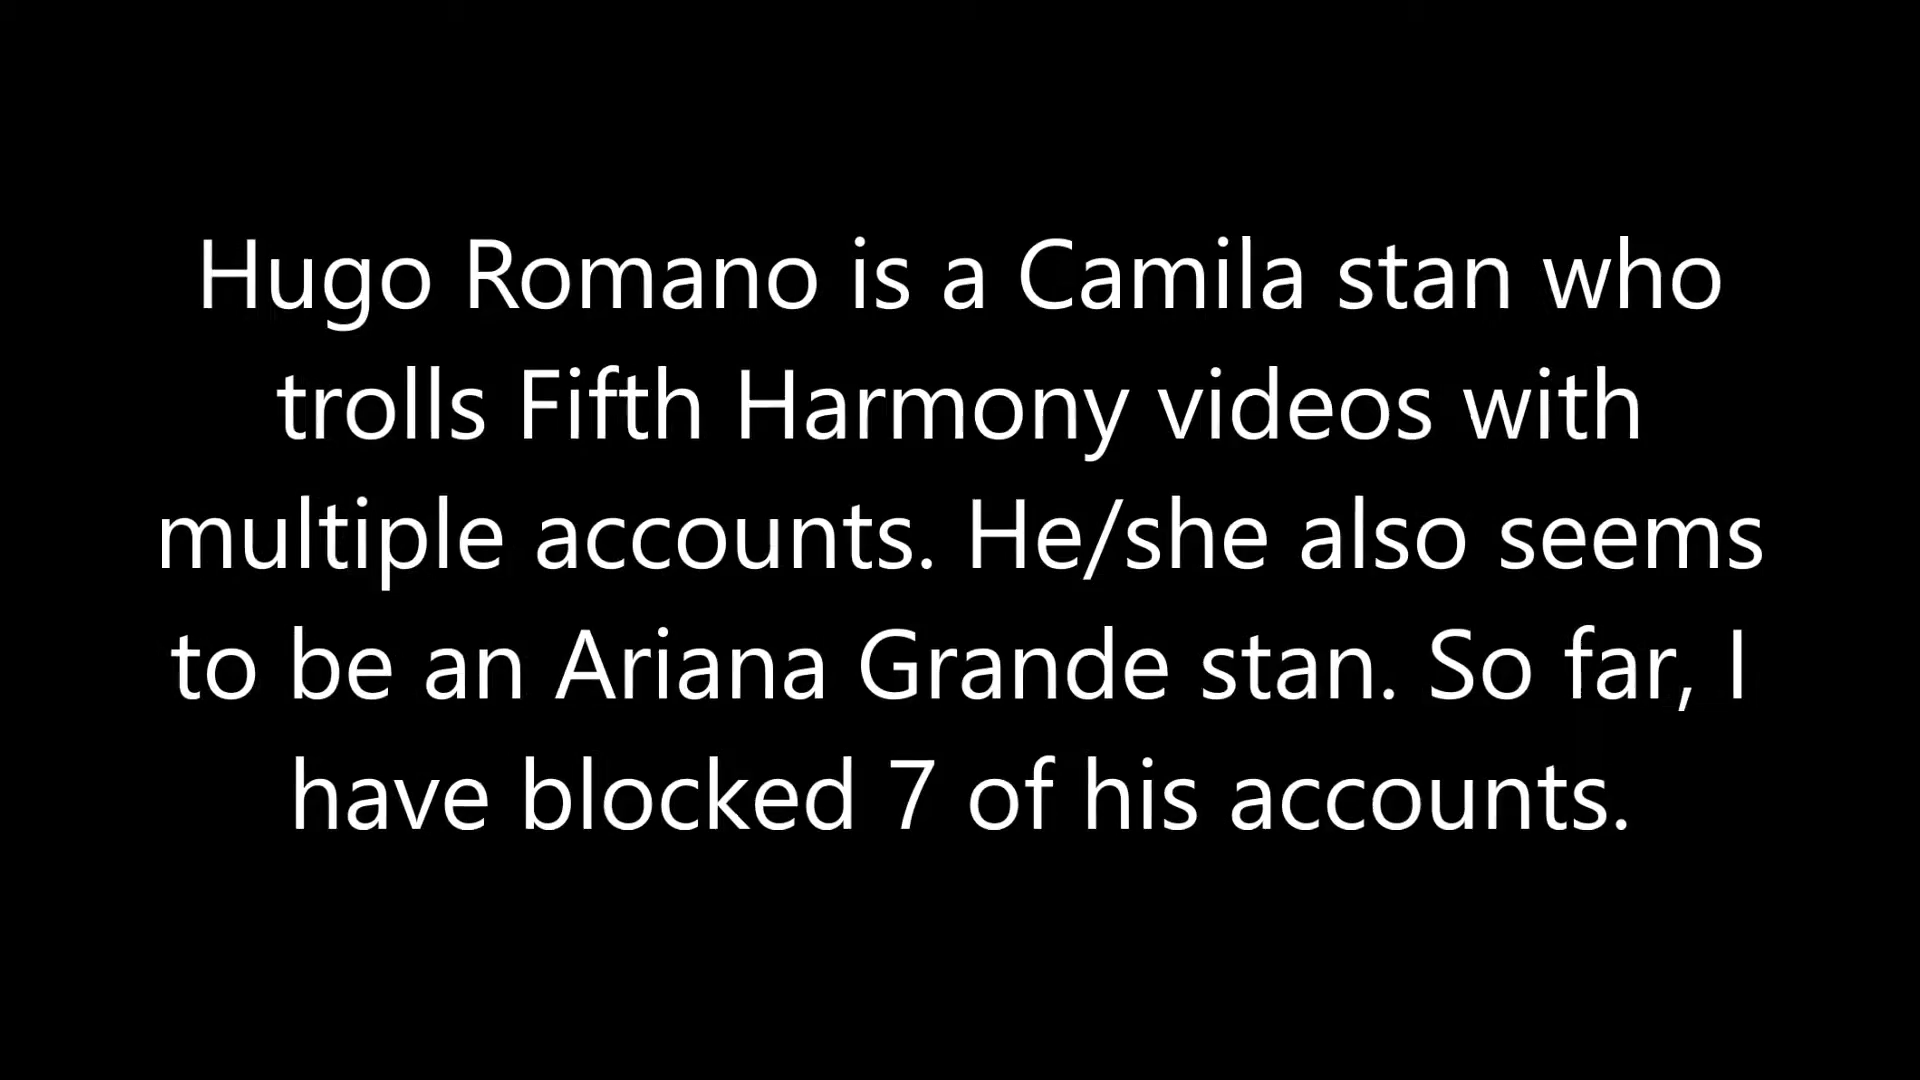 Hugo Romano is a Camila stan who
trolls Fifth Harmony videos with
multiple accounts. He/she also seems
to be an Ariana Grande stan. So far, I
have blocked 7 of his accounts.